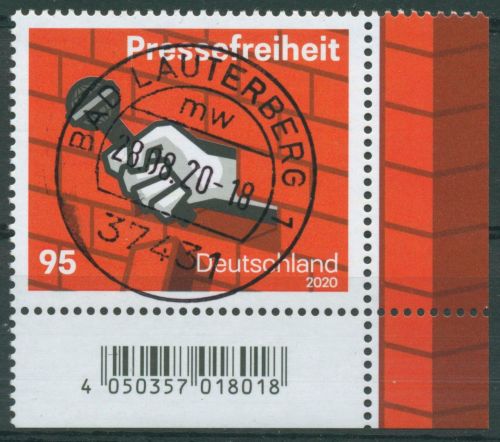 Pressefreiheit
BAD LAUTERBERG 1
mw
28.08.20-18
37431
95
Deutschland
2020
4 050357 018018